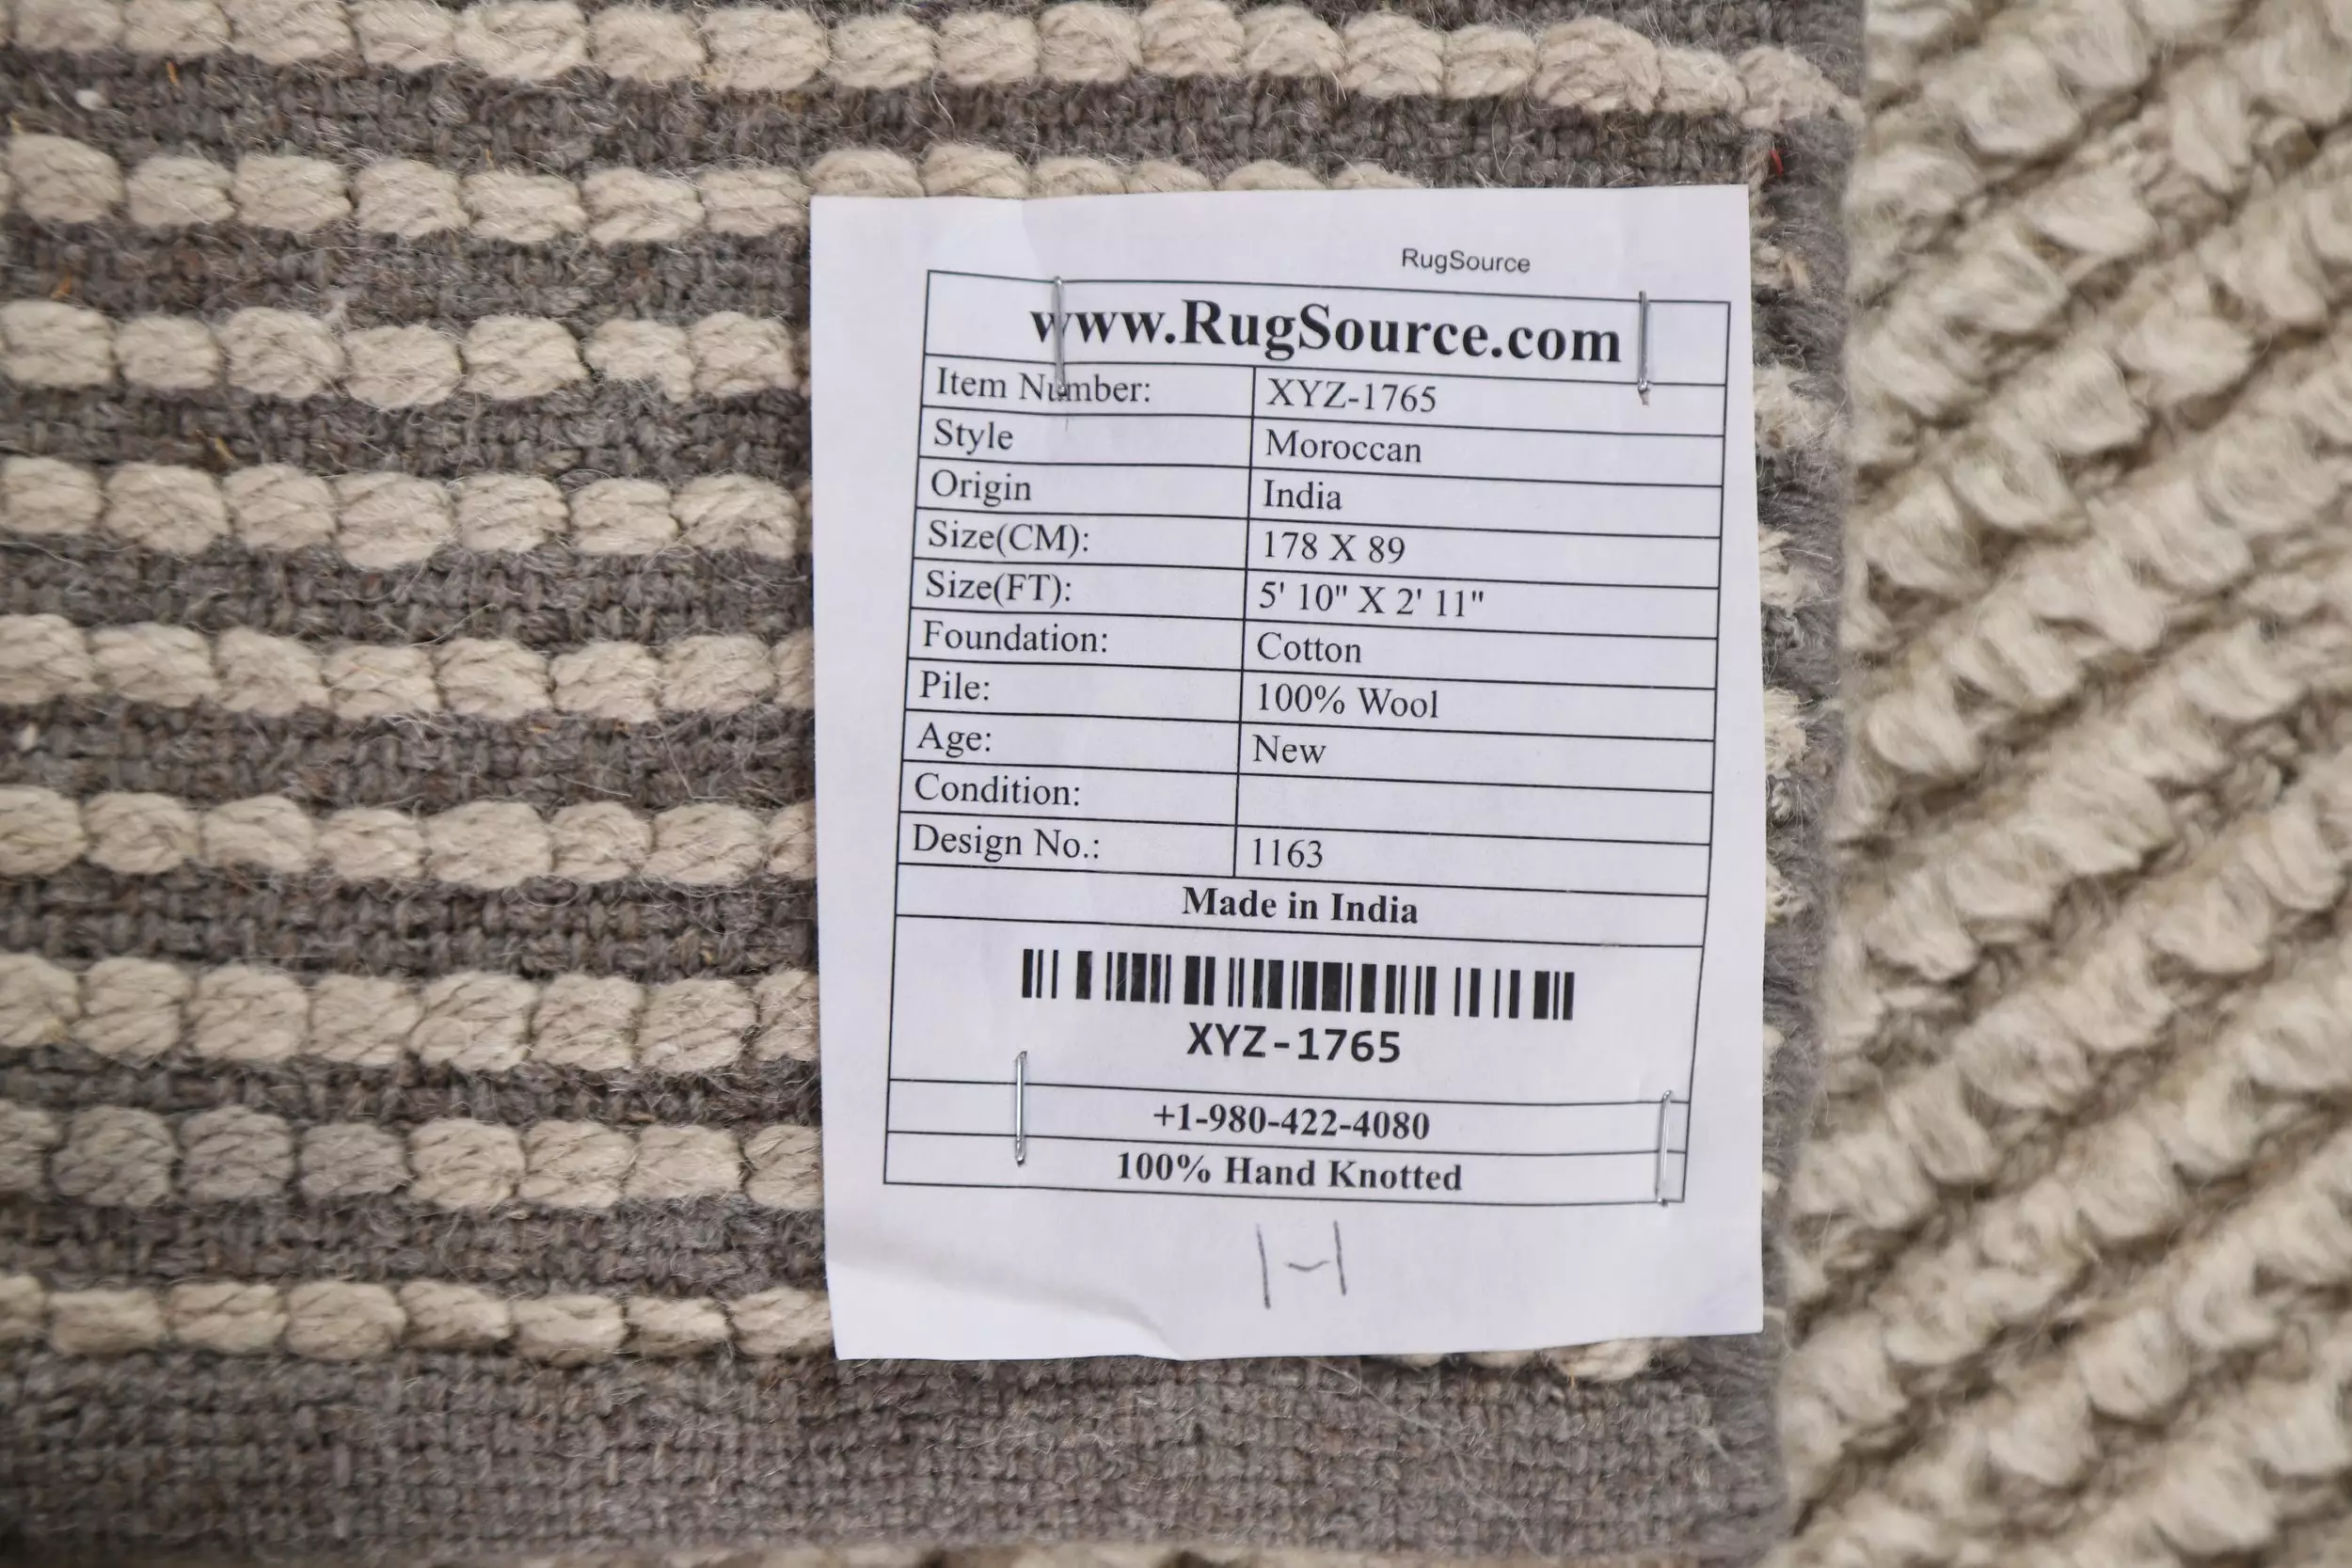 RugSource
www.RugSource.com
Item Number: XYZ-1765
Style Moroccan
Origin India
Size(CM): 178 X 89
Size(FT): 5' 10" X 2' 11"
Foundation: Cotton
Pile: 100% Wool
Age: New
Condition:
Design No.: 1163
Made in India
XYZ-1765
+1-980-422-4080
100% Hand Knotted
1-1